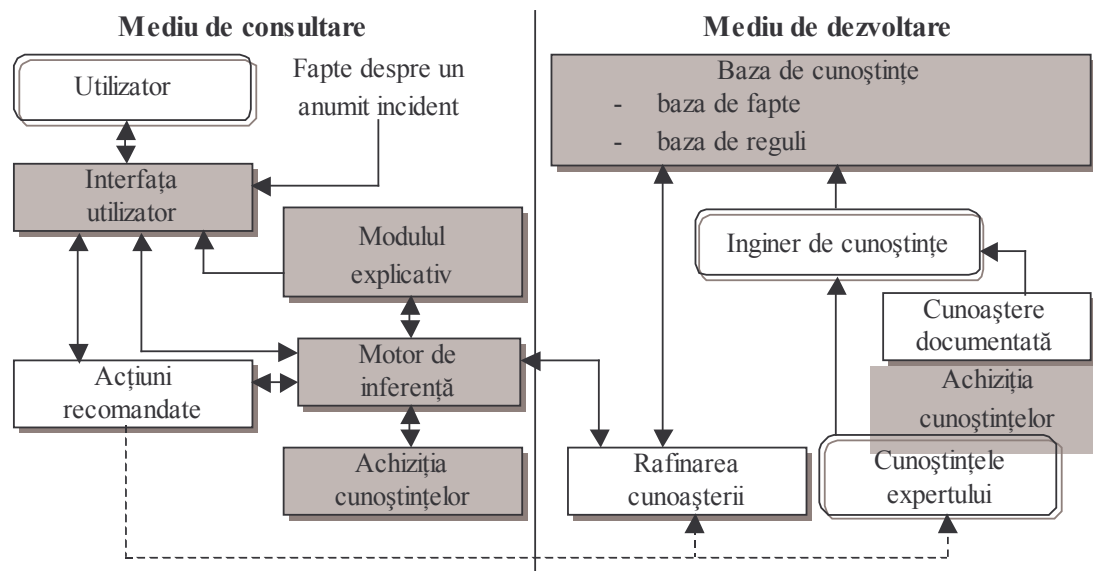 Mediu de consultare
Mediu de dezvoltare
Utilizator
Fapte despre un
anumit incident
Interfaţa
utilizator
Modulul
explicativ
Motor de
inferenţă
Acţiuni
recomandate
Achiziţia
cunoştinţelor
Baza de cunoştinţe
- baza de fapte
- baza de reguli
Inginer de cunoştinţe
Cunoaştere
documentată
Achiziţia
cunoştinţelor
Rafinarea
cunoaşterii
Cunoştinţele
expertului